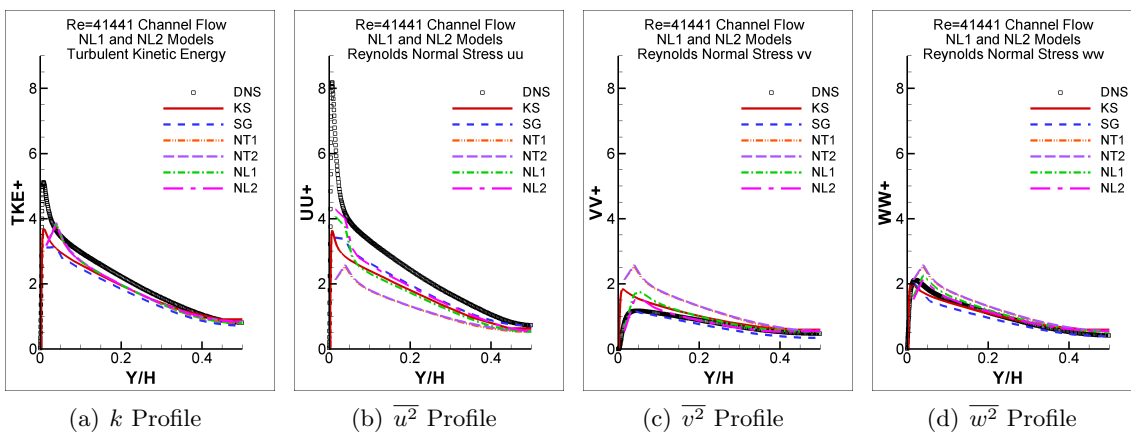 Re=41441 Channel Flow
NL1 and NL2 Models
Turbulent Kinetic Energy
DNS
KS
SG
NT1
NT2
NL1
NL2
TKE+
8
6
4
2
0
0
0.2
0.4
Y/H
(a) k Profile
Re=41441 Channel Flow
NL1 and NL2 Models
Reynolds Normal Stress uu
DNS
KS
SG
NT1
NT2
NL1
NL2
UU+
8
6
4
2
0
0
0.2
0.4
Y/H
(b) $\overline{u^2}$ Profile
Re=41441 Channel Flow
NL1 and NL2 Models
Reynolds Normal Stress vv
DNS
KS
SG
NT1
NT2
NL1
NL2
VV+
8
6
4
2
0
0
0.2
0.4
Y/H
(c) $\overline{v^2}$ Profile
Re=41441 Channel Flow
NL1 and NL2 Models
Reynolds Normal Stress ww
DNS
KS
SG
NT1
NT2
NL1
NL2
WW+
8
6
4
2
0
0
0.2
0.4
Y/H
(d) $\overline{w^2}$ Profile